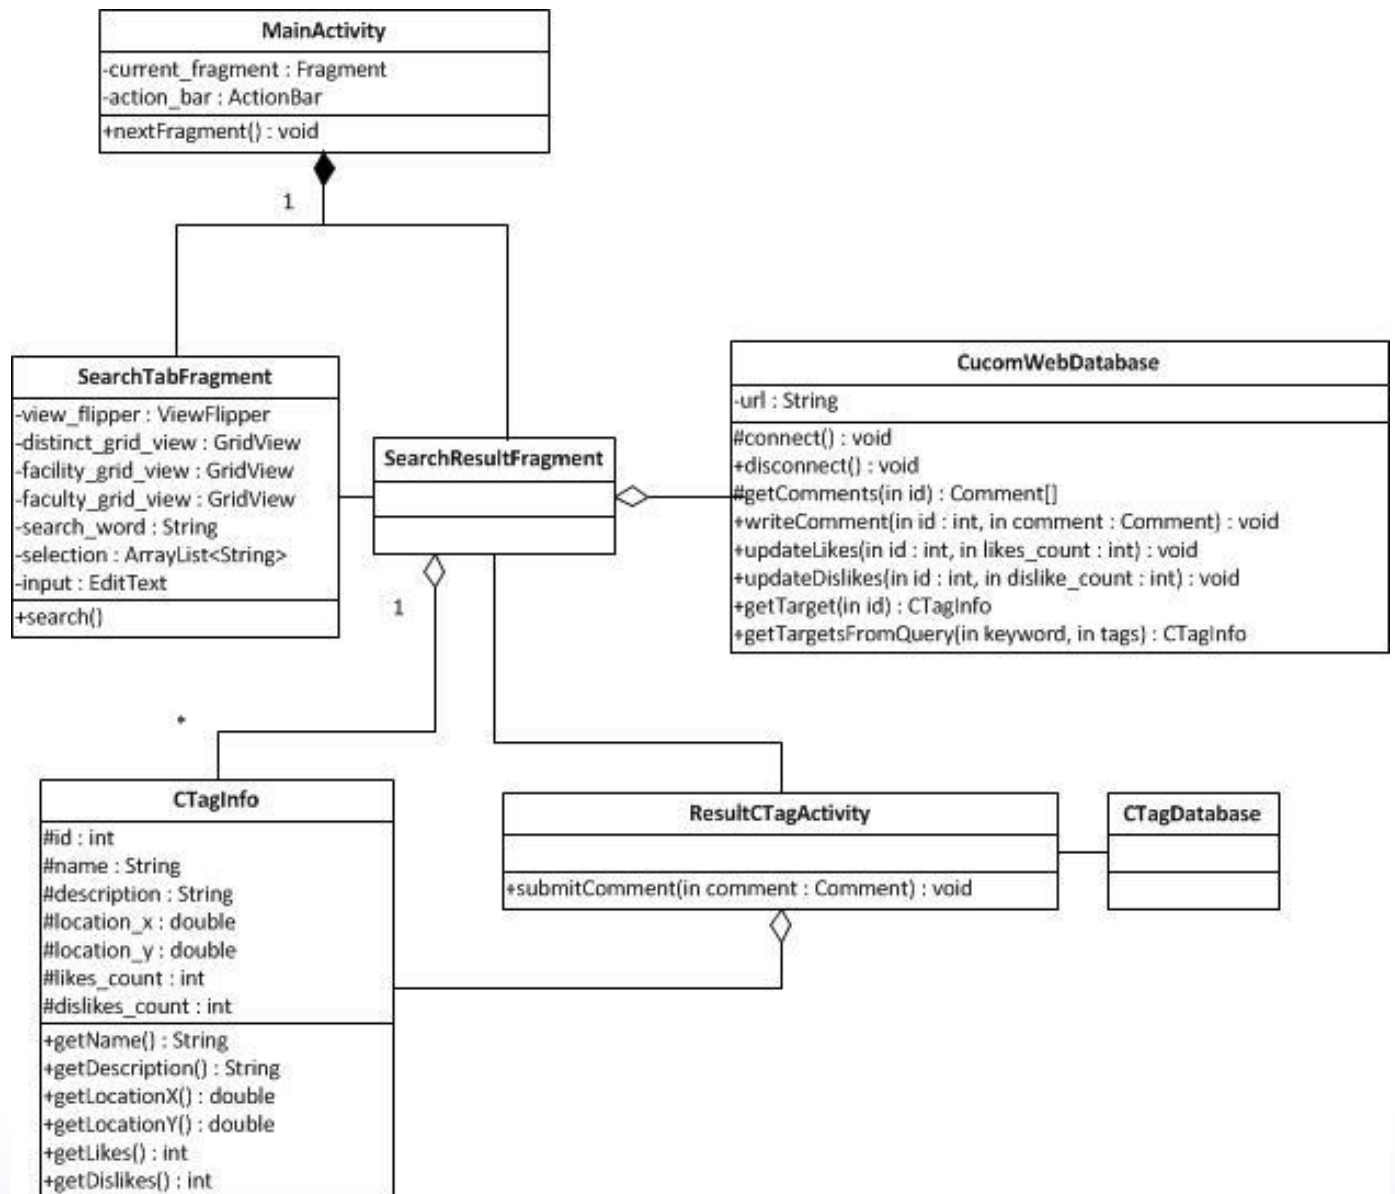 MainActivity
-current_fragment : Fragment
-action_bar : ActionBar
+nextFragment() : void
1
SearchTabFragment
-view_flipper : ViewFlipper
-distinct_grid_view : GridView
-facility_grid_view : GridView
-faculty_grid_view : GridView
-search_word : String
-selection : ArrayList<String>
-input : EditText
+search()
SearchResultFragment
CucomWebDatabase
-url : String
#connect() : void
+disconnect() : void
#getComments(in id) : Comment[]
+writeComment(in id : int, in comment : Comment) : void
+updateLikes(in id : int, in likes_count : int) : void
+updateDislikes(in id : int, in dislike_count : int) : void
+getTarget(in id) : CTagInfo
+getTargetsFromQuery(in keyword, in tags) : CTagInfo
1
*
CTagInfo
#id : int
#name : String
#description : String
#location_x : double
#location_y : double
#likes_count : int
#dislikes_count : int
+getName() : String
+getDescription() : String
+getLocationX() : double
+getLocationY() : double
+getLikes() : int
+getDislikes() : int
ResultCTagActivity
+submitComment(in comment : Comment) : void
CTagDatabase